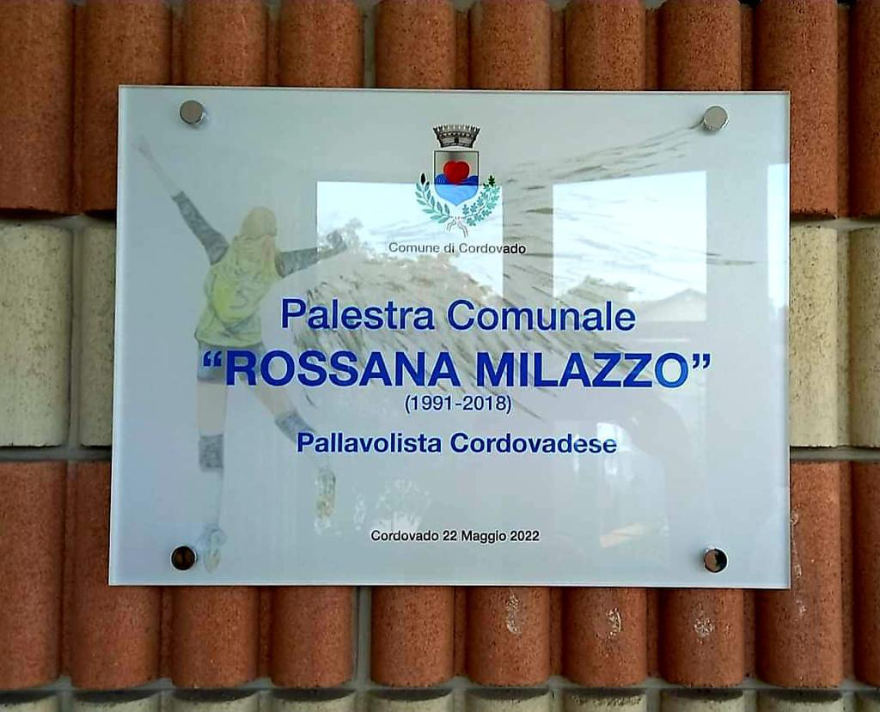 Comune di Cordovado
Palestra Comunale
“ROSSANA MILAZZO”
(1991-2018)
Pallavolista Cordovadese
Cordovado 22 Maggio 2022